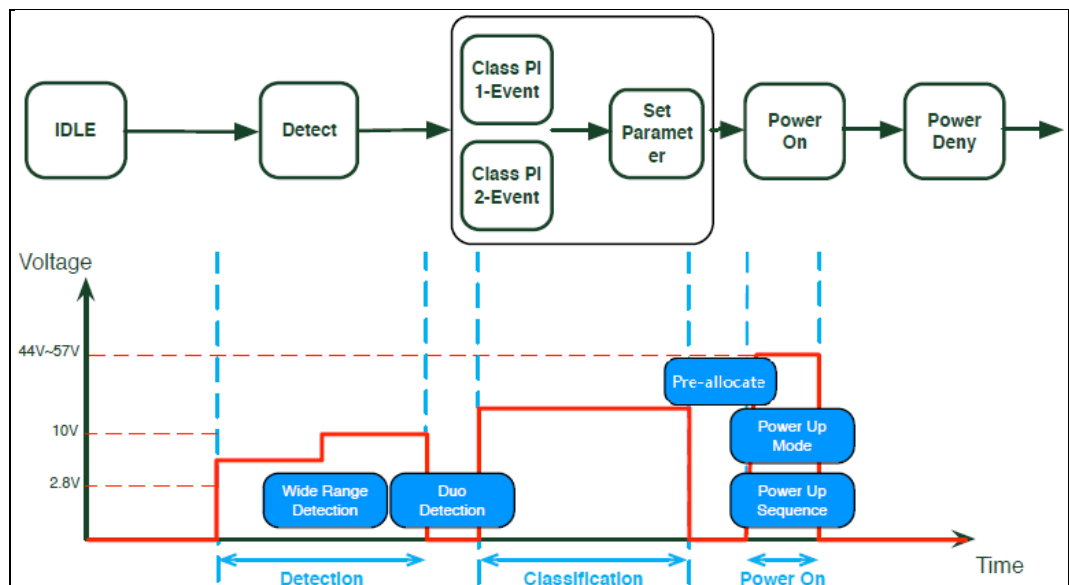 IDLE
Detect
Class PI
1-Event
Class PI
2-Event
Set
Paramet
er
Power
On
Power
Deny
Voltage
44V~57V
10V
2.8V
Pre-allocate
Power Up
Mode
Wide Range
Detection
Duo
Detection
Power Up
Sequence
Time
Detection
Classification
Power On